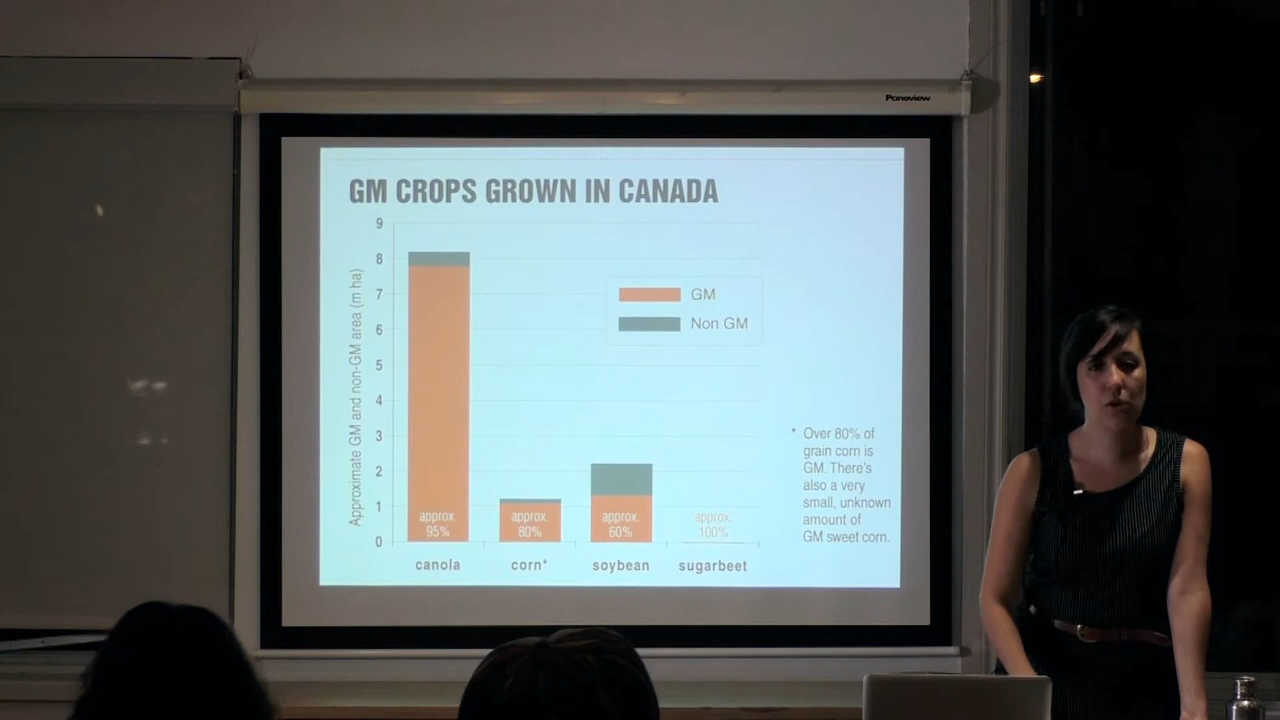 Panoview
GM CROPS GROWN IN CANADA
Approximate GM and non-GM area (m ha)
9
8
7
6
5
4
3
2
1
0
GM
Non GM
approx.
95%
approx.
80%
approx.
60%
approx.
100%
canola
corn*
soybean
sugarbeet
* Over 80% of
grain corn is
GM. There's
also a very
small, unknown
amount of
GM sweet corn.